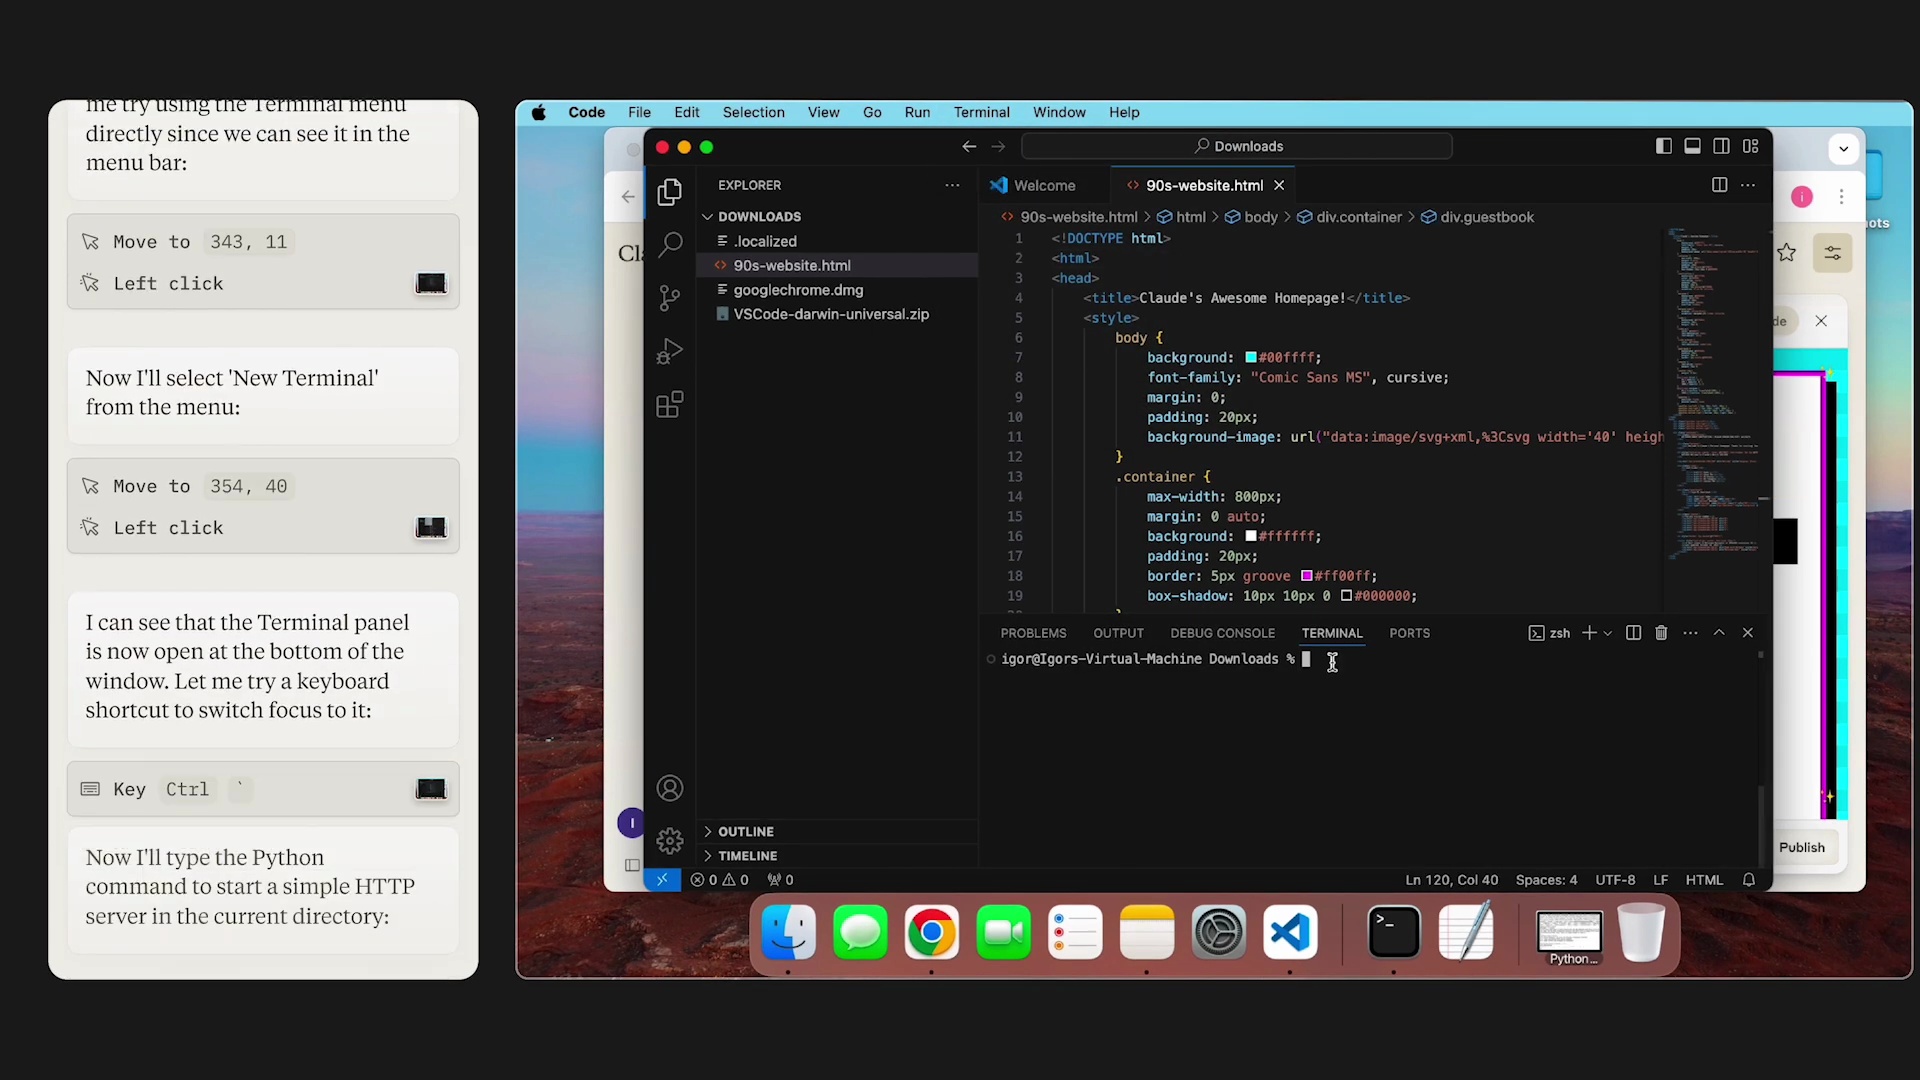 me try using the Terminal menu
directly since we can see it in the
menu bar:
Move to 343, 11
Left click
Now I'll select 'New Terminal'
from the menu:
Move to 354, 40
Left click
I can see that the Terminal panel
is now open at the bottom of the
window. Let me try a keyboard
shortcut to switch focus to it:
Key Ctrl `
Now I'll type the Python
command to start a simple HTTP
server in the current directory:
Code File Edit Selection View Go Run Terminal Window Help
Downloads
EXPLORER
DOWNLOADS
.localized
90s-website.html
googlechrome.dmg
VSCode-darwin-universal.zip
OUTLINE
TIMELINE
Welcome
90s-website.html
90s-website.html > html > body > div.container > div.guestbook
1 <!DOCTYPE html>
2 <html>
3 <head>
4 <title>Claude's Awesome Homepage!</title>
5 <style>
6 body {
7 background: #00ffff;
8 font-family: "Comic Sans MS", cursive;
9 margin: 0;
10 padding: 20px;
11 background-image: url("data:image/svg+xml,%3Csvg width='40' heigh
12 }
13 .container {
14 max-width: 800px;
15 margin: 0 auto;
16 background: #ffffff;
17 padding: 20px;
18 border: 5px groove #ff00ff;
19 box-shadow: 10px 10px 0 #000000;
PROBLEMS OUTPUT DEBUG CONSOLE TERMINAL PORTS
zsh
igor@Igors-Virtual-Machine Downloads %
0 0 0
Ln 120, Col 40 Spaces: 4 UTF-8 LF HTML
Cla
ots
de
i
I
Publish
Python...